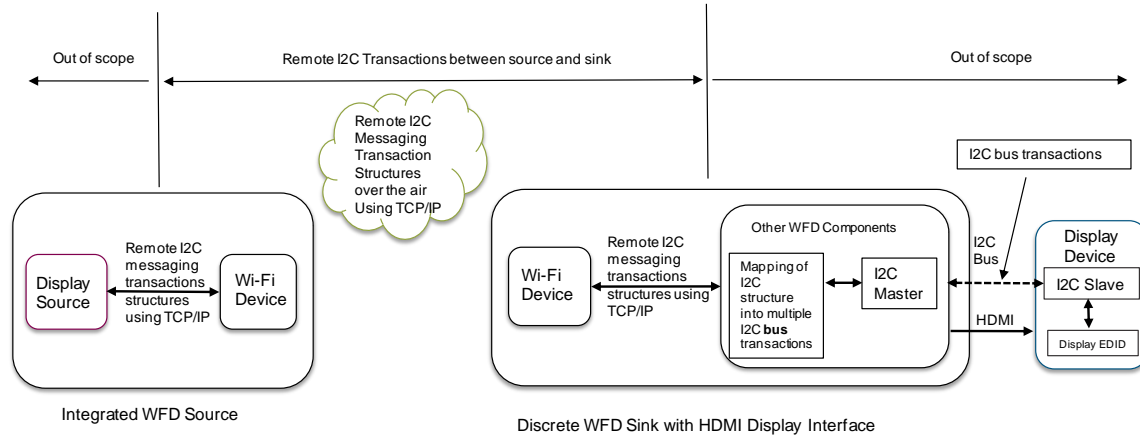 Out of scope
Remote I2C Transactions between source and sink
Out of scope
Remote I2C
Messaging
Transaction
Structures
over the air
Using TCP/IP
I2C bus transactions
Display
Source
Remote I2C
messaging
transactions
structures
using TCP/IP
Wi-Fi
Device
Integrated WFD Source
Wi-Fi
Device
Remote I2C
messaging
transactions
structures using
TCP/IP
Other WFD Components
Mapping of
I2C
structure
into multiple
I2C bus
transactions
I2C
Master
I2C
Bus
HDMI
Display
Device
I2C Slave
Display EDID
Discrete WFD Sink with HDMI Display Interface